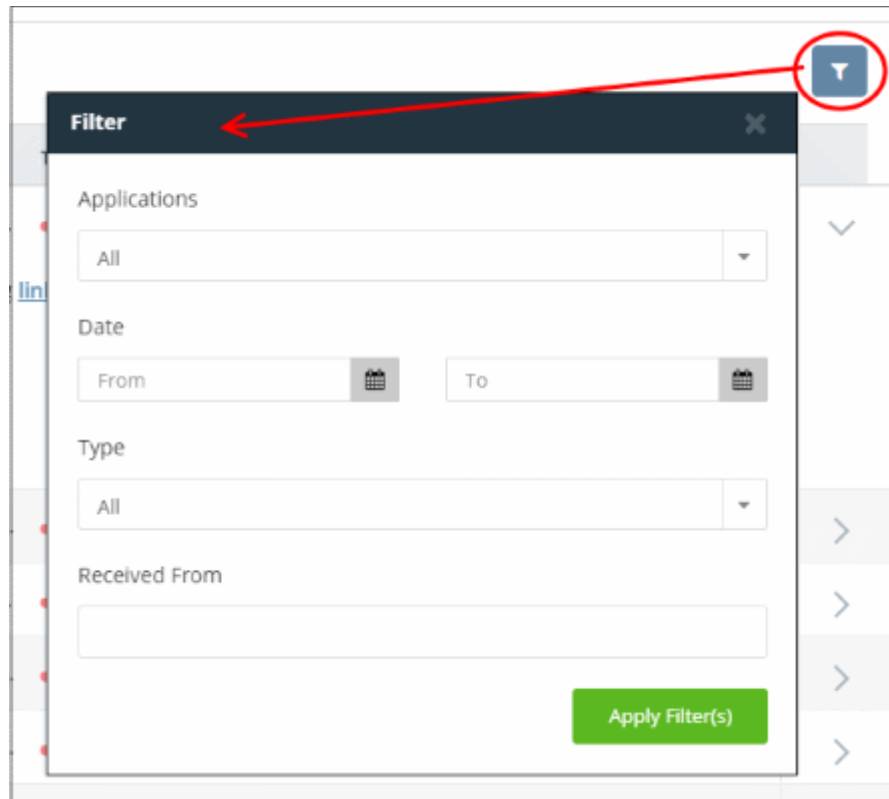 Filter
Applications
All
Date
From To
Type
All
Received From
Apply Filter(s)